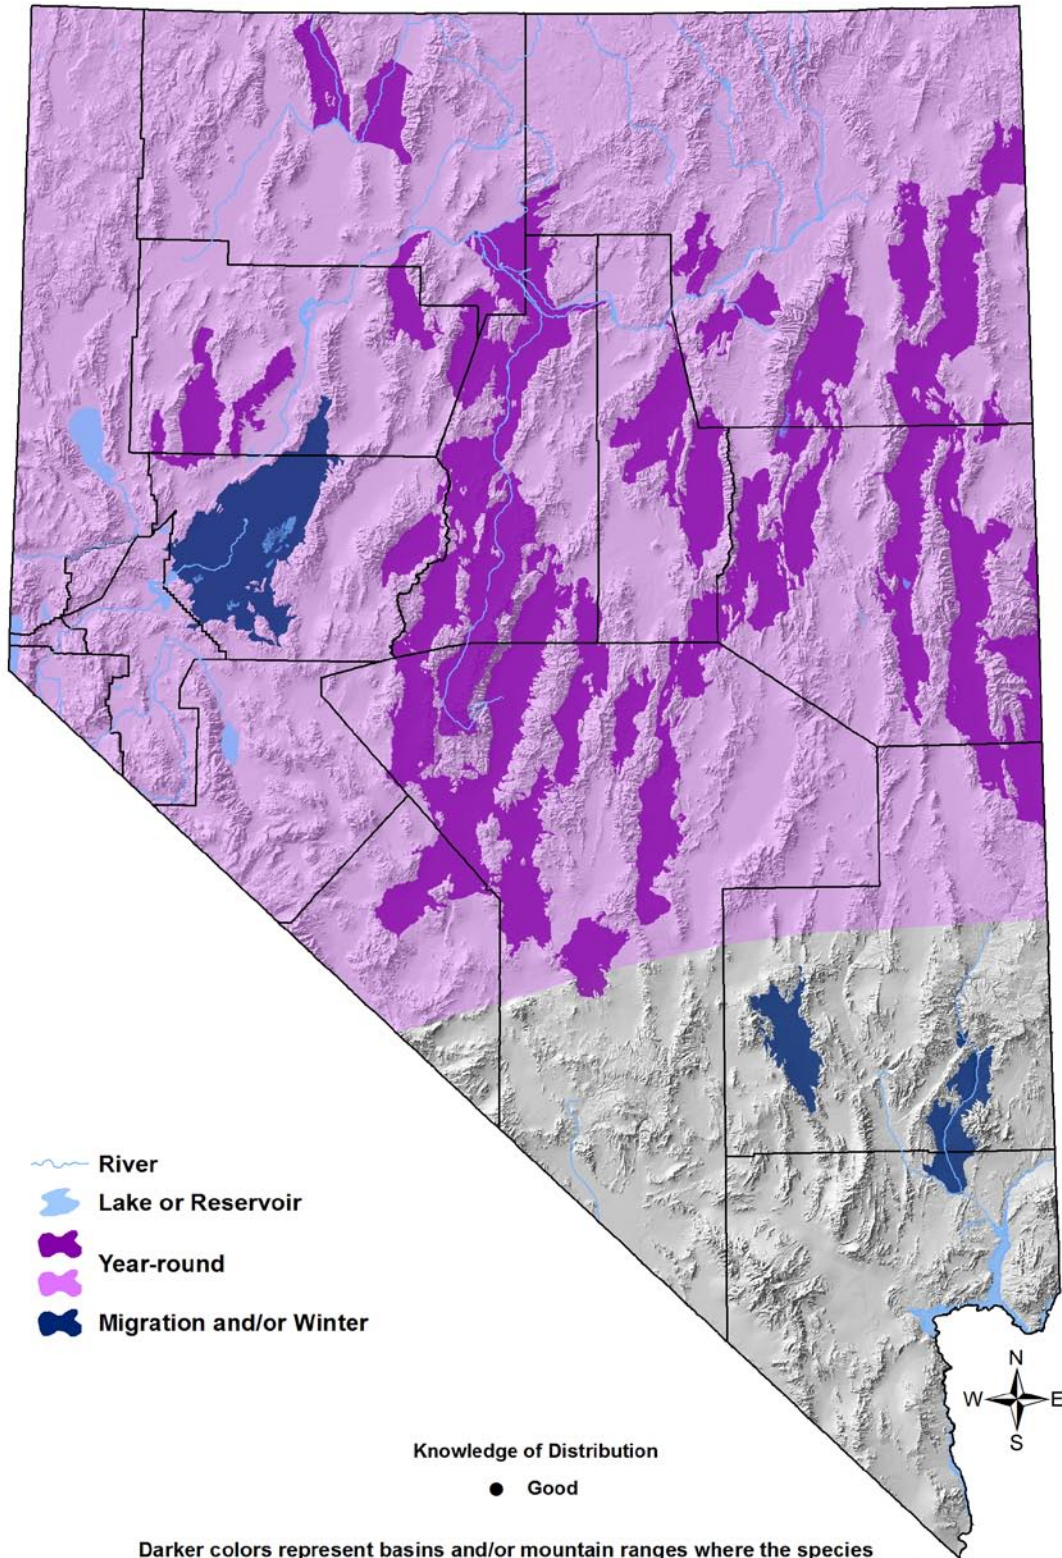 River
Lake or Reservoir
Year-round
Migration and/or Winter
N
W E
S
Knowledge of Distribution
Good
Darker colors represent basins and/or mountain ranges where the species